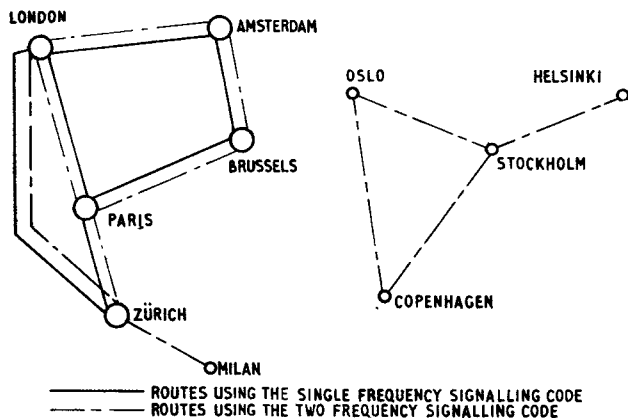 LONDON
AMSTERDAM
OSLO
HELSINKI
STOCKHOLM
BRUSSELS
PARIS
COPENHAGEN
ZÜRICH
MILAN
ROUTES USING THE SINGLE FREQUENCY SIGNALLING CODE
ROUTES USING THE TWO FREQUENCY SIGNALLING CODE